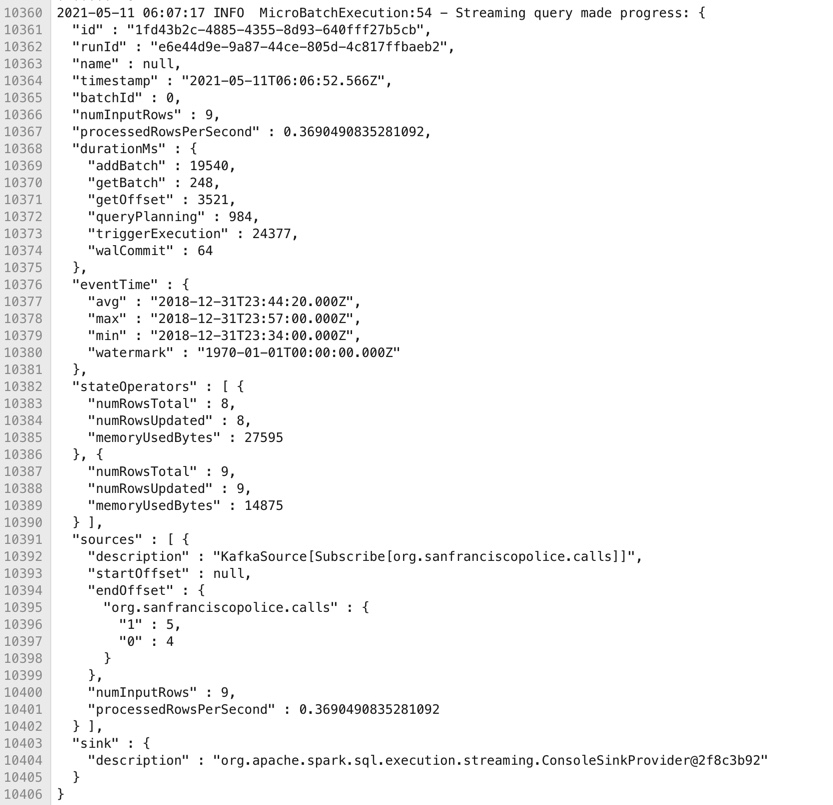 10360 2021-05-11 06:07:17 INFO  MicroBatchExecution:54 - Streaming query made progress: {
10361   "id" : "1fd43b2c-4885-4355-8d93-640fff27b5cb",
10362   "runId" : "e6e44d9e-9a87-44ce-805d-4c817ffbaeb2",
10363   "name" : null,
10364   "timestamp" : "2021-05-11T06:06:52.566Z",
10365   "batchId" : 0,
10366   "numInputRows" : 9,
10367   "processedRowsPerSecond" : 0.3690490835281092,
10368   "durationMs" : {
10369     "addBatch" : 19540,
10370     "getBatch" : 248,
10371     "getOffset" : 3521,
10372     "queryPlanning" : 984,
10373     "triggerExecution" : 24377,
10374     "walCommit" : 64
10375   },
10376   "eventTime" : {
10377     "avg" : "2018-12-31T23:44:20.000Z",
10378     "max" : "2018-12-31T23:57:00.000Z",
10379     "min" : "2018-12-31T23:34:00.000Z",
10380     "watermark" : "1970-01-01T00:00:00.000Z"
10381   },
10382   "stateOperators" : [ {
10383     "numRowsTotal" : 8,
10384     "numRowsUpdated" : 8,
10385     "memoryUsedBytes" : 27595
10386   }, {
10387     "numRowsTotal" : 9,
10388     "numRowsUpdated" : 9,
10389     "memoryUsedBytes" : 14875
10390   } ],
10391   "sources" : [ {
10392     "description" : "KafkaSource[Subscribe[org.sanfranciscopolice.calls]]",
10393     "startOffset" : null,
10394     "endOffset" : {
10395       "org.sanfranciscopolice.calls" : {
10396         "1" : 5,
10397         "0" : 4
10398       }
10399     },
10400     "numInputRows" : 9,
10401     "processedRowsPerSecond" : 0.3690490835281092
10402   } ],
10403   "sink" : {
10404     "description" : "org.apache.spark.sql.execution.streaming.ConsoleSinkProvider@2f8c3b92"
10405   }
10406 }